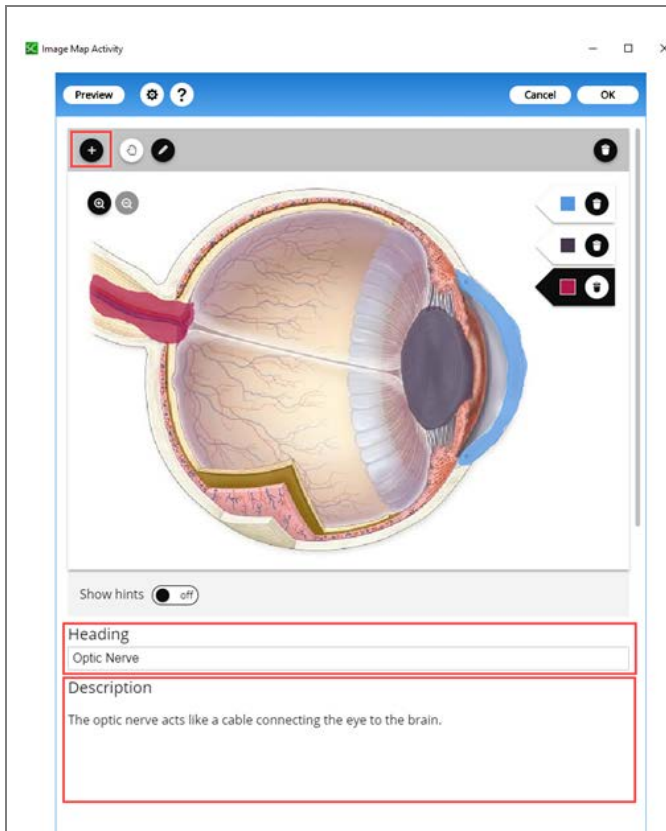 SC Image Map Activity
Preview ? Cancel OK
Show hints off
Heading
Optic Nerve
Description
The optic nerve acts like a cable connecting the eye to the brain.